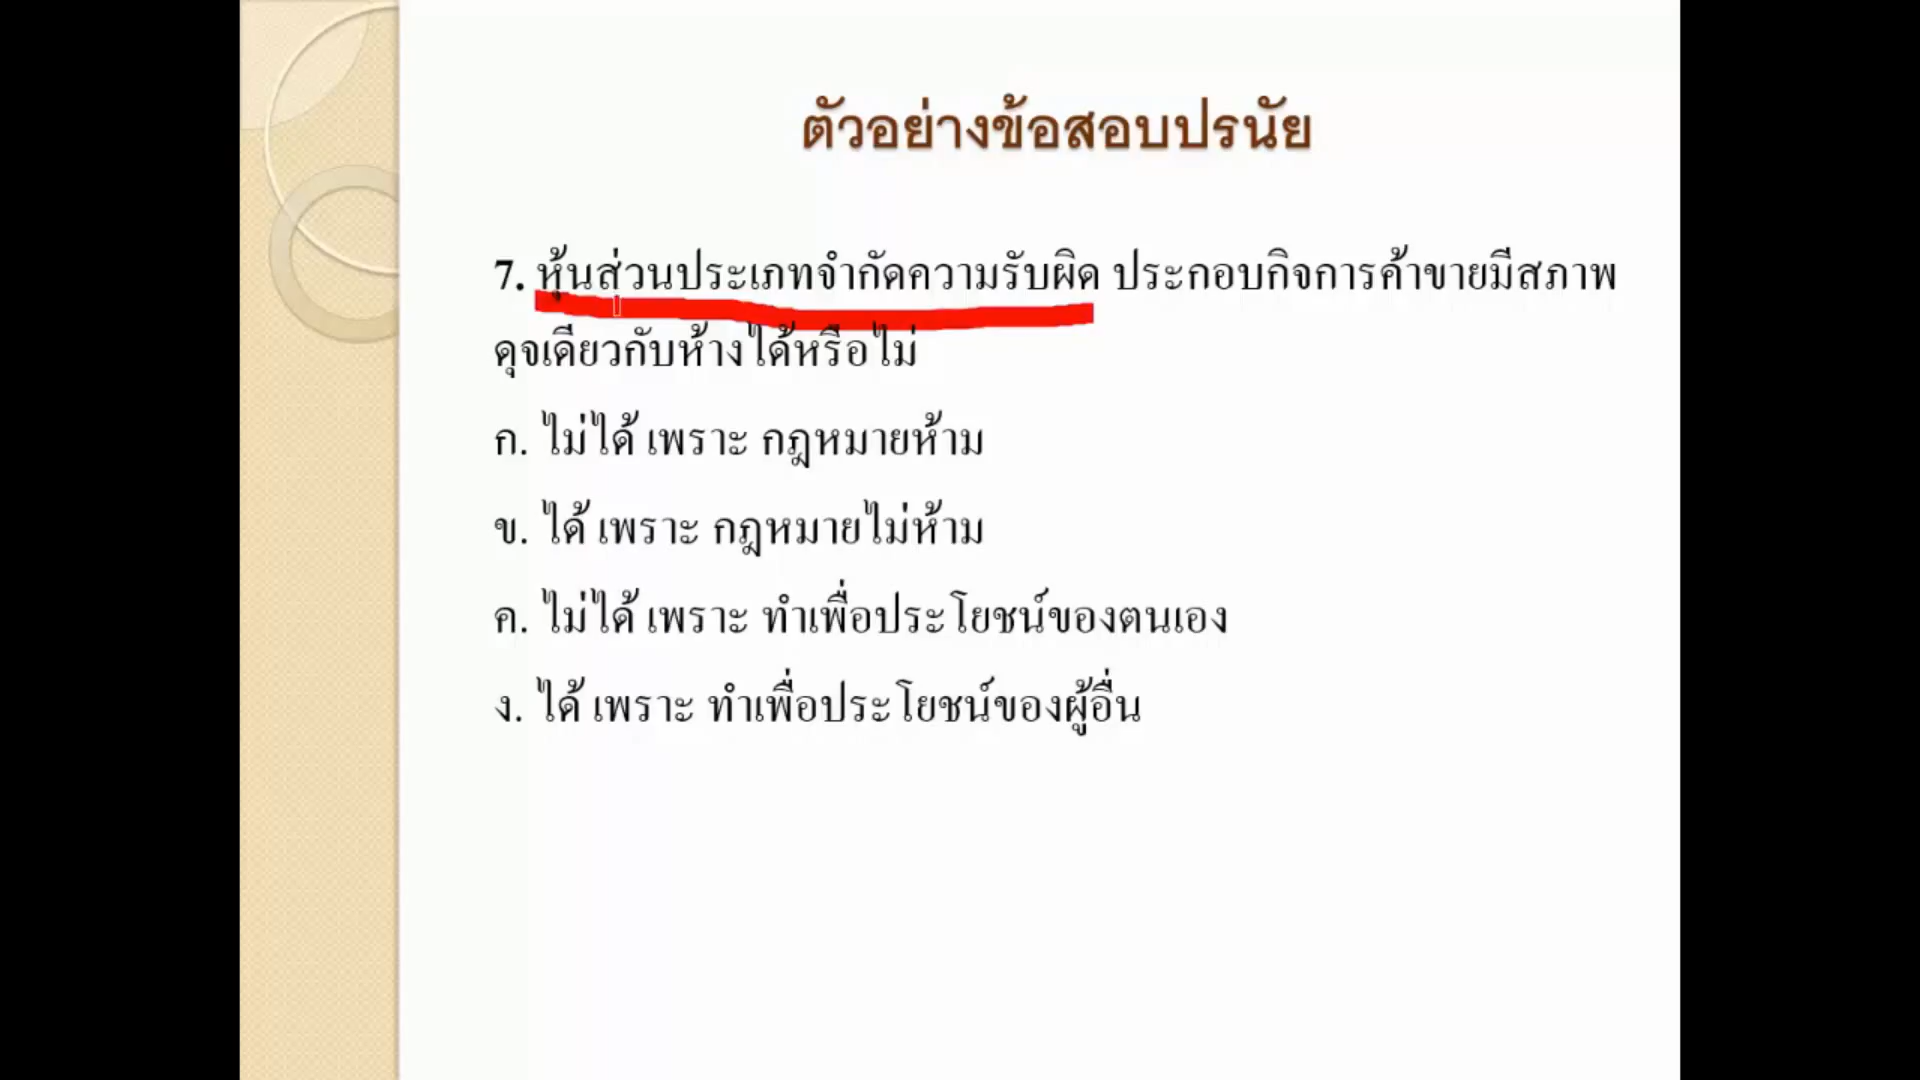 ตัวอย่างข้อสอบปรนัย
7. หุ้นส่วนประเภทจำกัดความรับผิด ประกอบกิจการค้าขายมีสภาพ
ดุจเดียวกับห้างได้หรือไม่
ก. ไม่ได้ เพราะ กฎหมายห้าม
ข. ได้ เพราะ กฎหมายไม่ห้าม
ค. ไม่ได้ เพราะ ทำเพื่อประโยชน์ของตนเอง
ง. ได้ เพราะ ทำเพื่อประโยชน์ของผู้อื่น